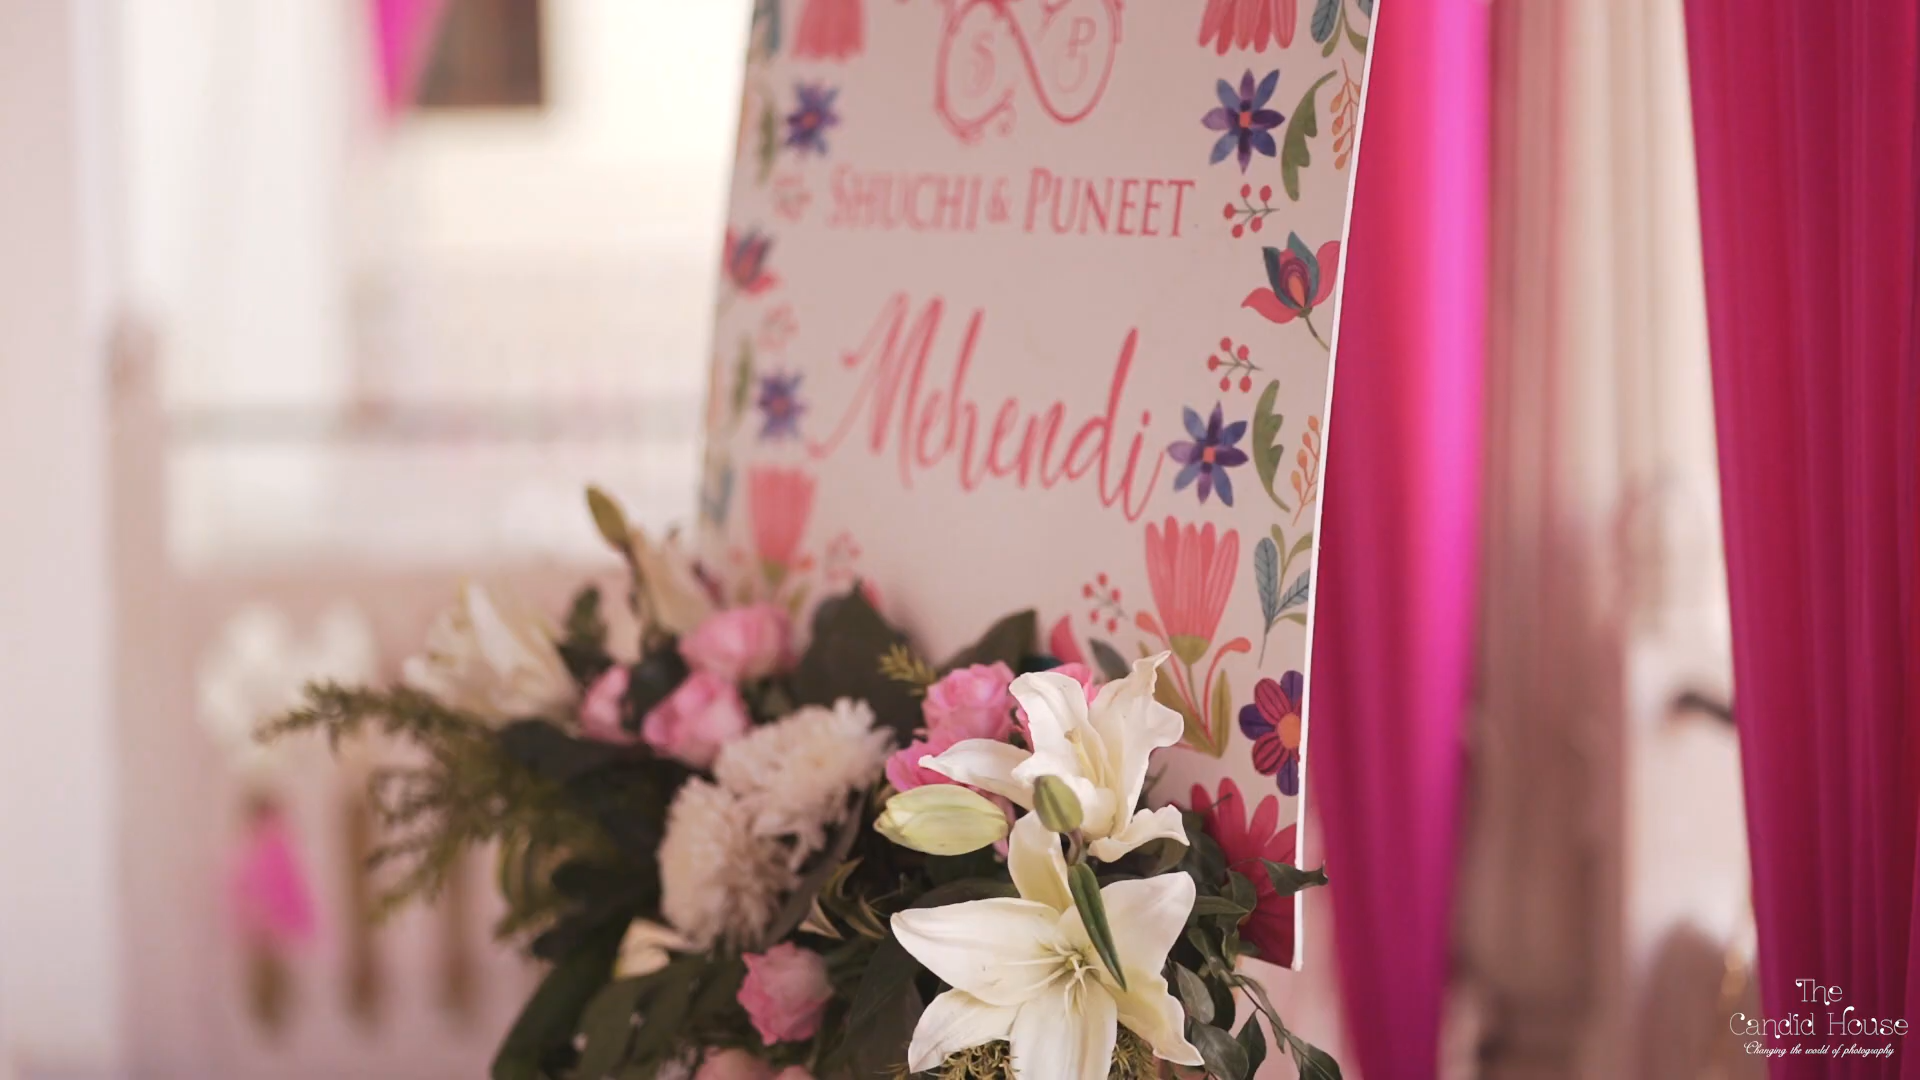 S P
SHUCHI & PUNEET
Mehendi
The
Candid House
Changing the world of photography